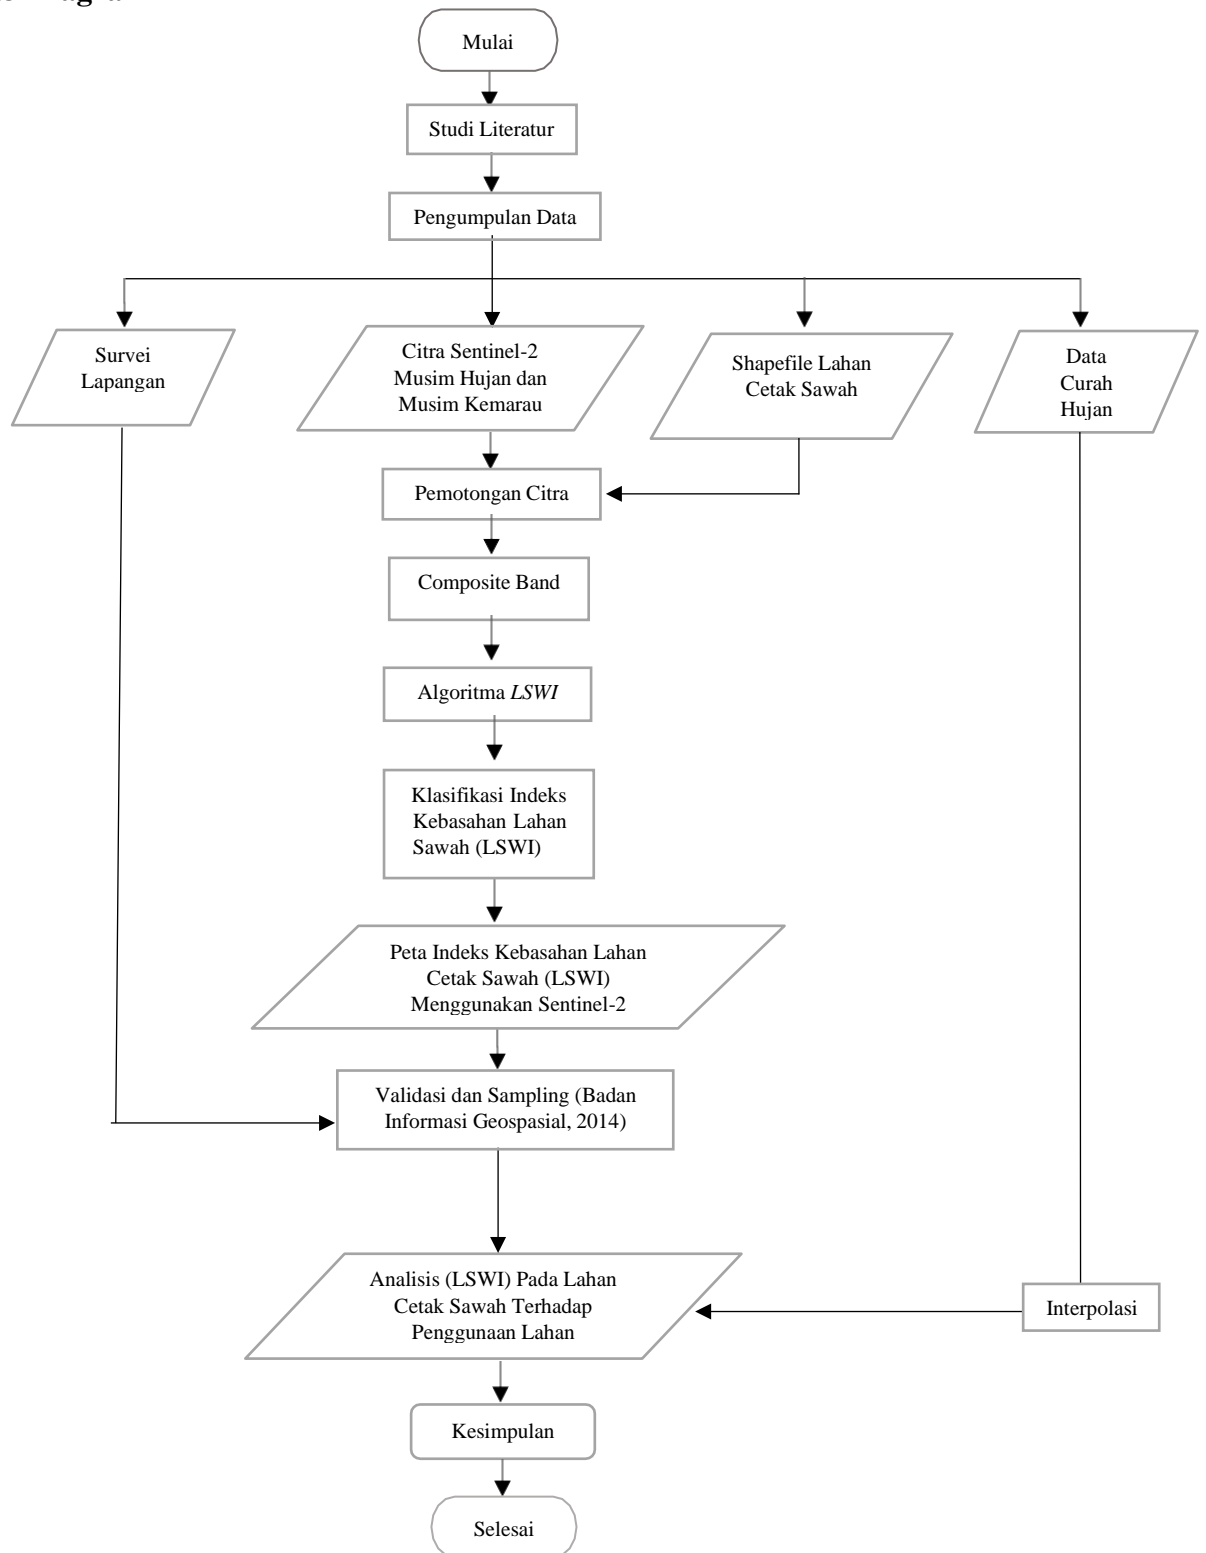 Mulai
Studi Literatur
Pengumpulan Data
Survei
Lapangan
Citra Sentinel-2
Musim Hujan dan
Musim Kemarau
Shapefile Lahan
Cetak Sawah
Data
Curah
Hujan
Pemotongan Citra
Composite Band
Algoritma LSWI
Klasifikasi Indeks
Kebasahan Lahan
Sawah (LSWI)
Peta Indeks Kebasahan Lahan
Cetak Sawah (LSWI)
Menggunakan Sentinel-2
Validasi dan Sampling (Badan
Informasi Geospasial, 2014)
Analisis (LSWI) Pada Lahan
Cetak Sawah Terhadap
Penggunaan Lahan
Interpolasi
Kesimpulan
Selesai